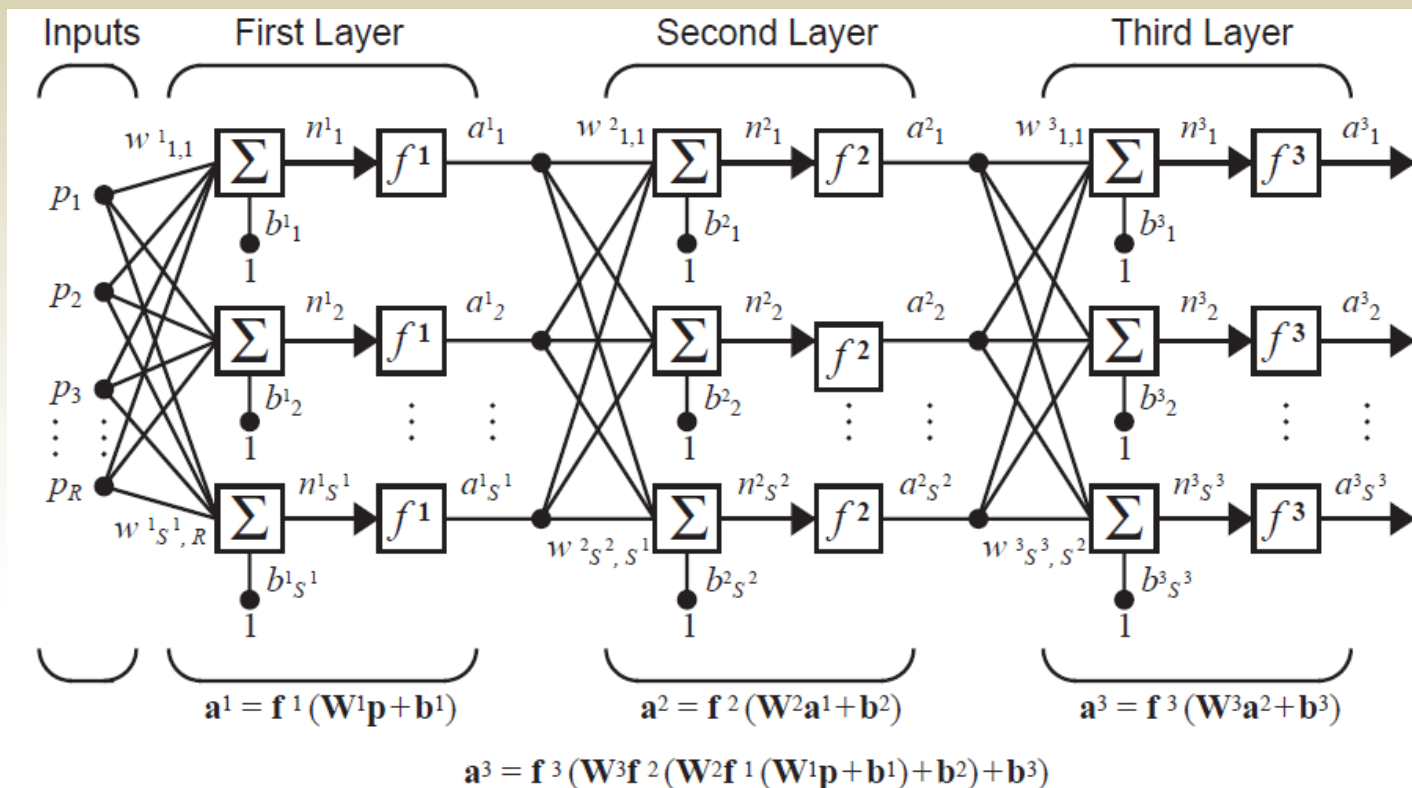 Inputs First Layer Second Layer Third Layer
w¹₁,₁ n¹₁ a¹₁ w²₁,₁ n²₁ a²₁ w³₁,₁ n³₁ a³₁
Σ f¹ Σ f² Σ f³
p₁
b¹₁ b²₁ b³₁
1 1 1
p₂ n¹₂ a¹₂ n²₂ a²₂ n³₂ a³₂
Σ f¹ Σ f² Σ f³
p₃
b¹₂ b²₂ b³₂
⋮ ⋮ ⋮ ⋮ ⋮ ⋮ ⋮ ⋮
1 1 1
p_R n¹_S¹ a¹_S¹ n²_S² a²_S² n³_S³ a³_S³
Σ f¹ Σ f² Σ f³
w¹_S¹, R w²_S², S¹ w³_S³, S²
b¹_S¹ b²_S² b³_S³
1 1 1
a¹ = f¹(W¹p+b¹) a² = f²(W²a¹+b²) a³ = f³(W³a²+b³)
a³ = f³(W³f²(W²f¹(W¹p+b¹)+b²)+b³)